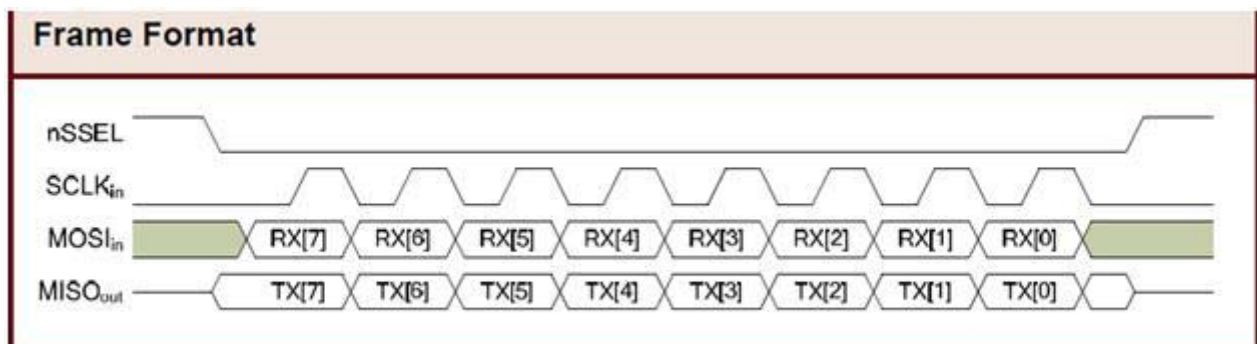 Frame Format
nSSEL
SCLKin
MOSIin RX[7] RX[6] RX[5] RX[4] RX[3] RX[2] RX[1] RX[0]
MISOout TX[7] TX[6] TX[5] TX[4] TX[3] TX[2] TX[1] TX[0]